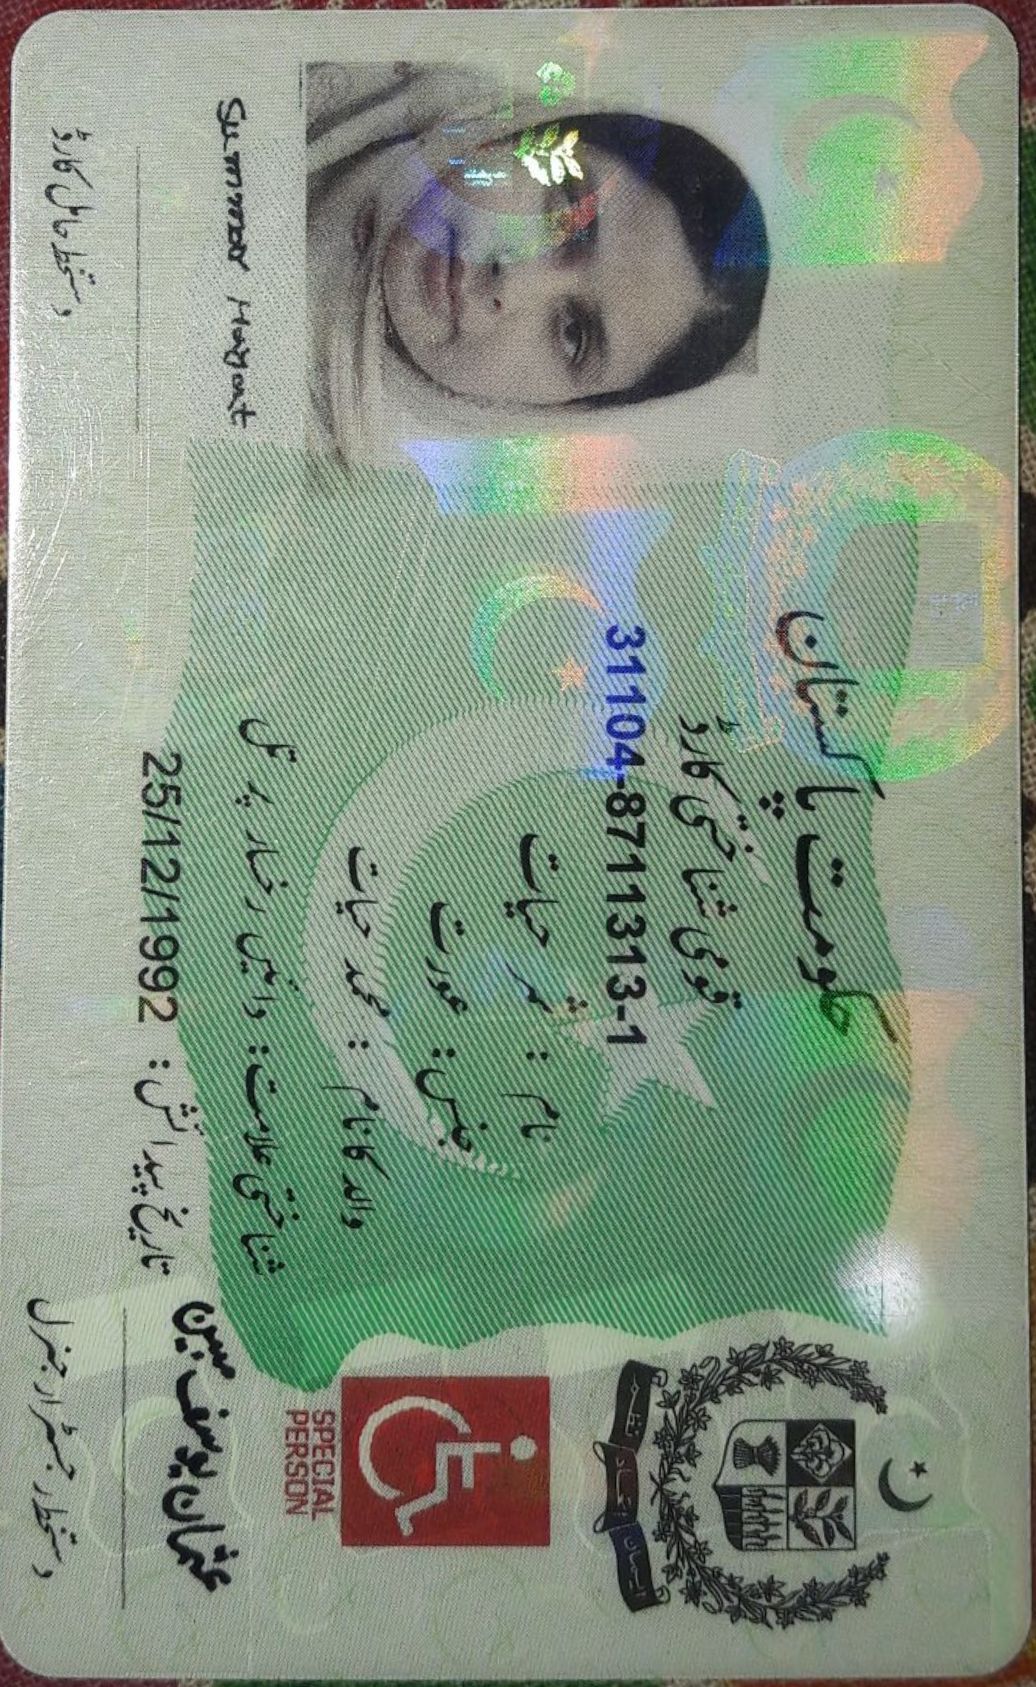 حکومت پاکستان
قومی شناختی کارڈ
31104-8711313-1
نام : ثمر حیات
جنس : عورت
والد کا نام : محمد حیات
شناختی علامت : دائیں رخسار پر تل
تاریخ پیدائش : 25/12/1992
SPECIAL
PERSON
Summar Hayat
دستخط حامل کارڈ
عثمان یوسف مبین
دستخط رجسٹرار جنرل